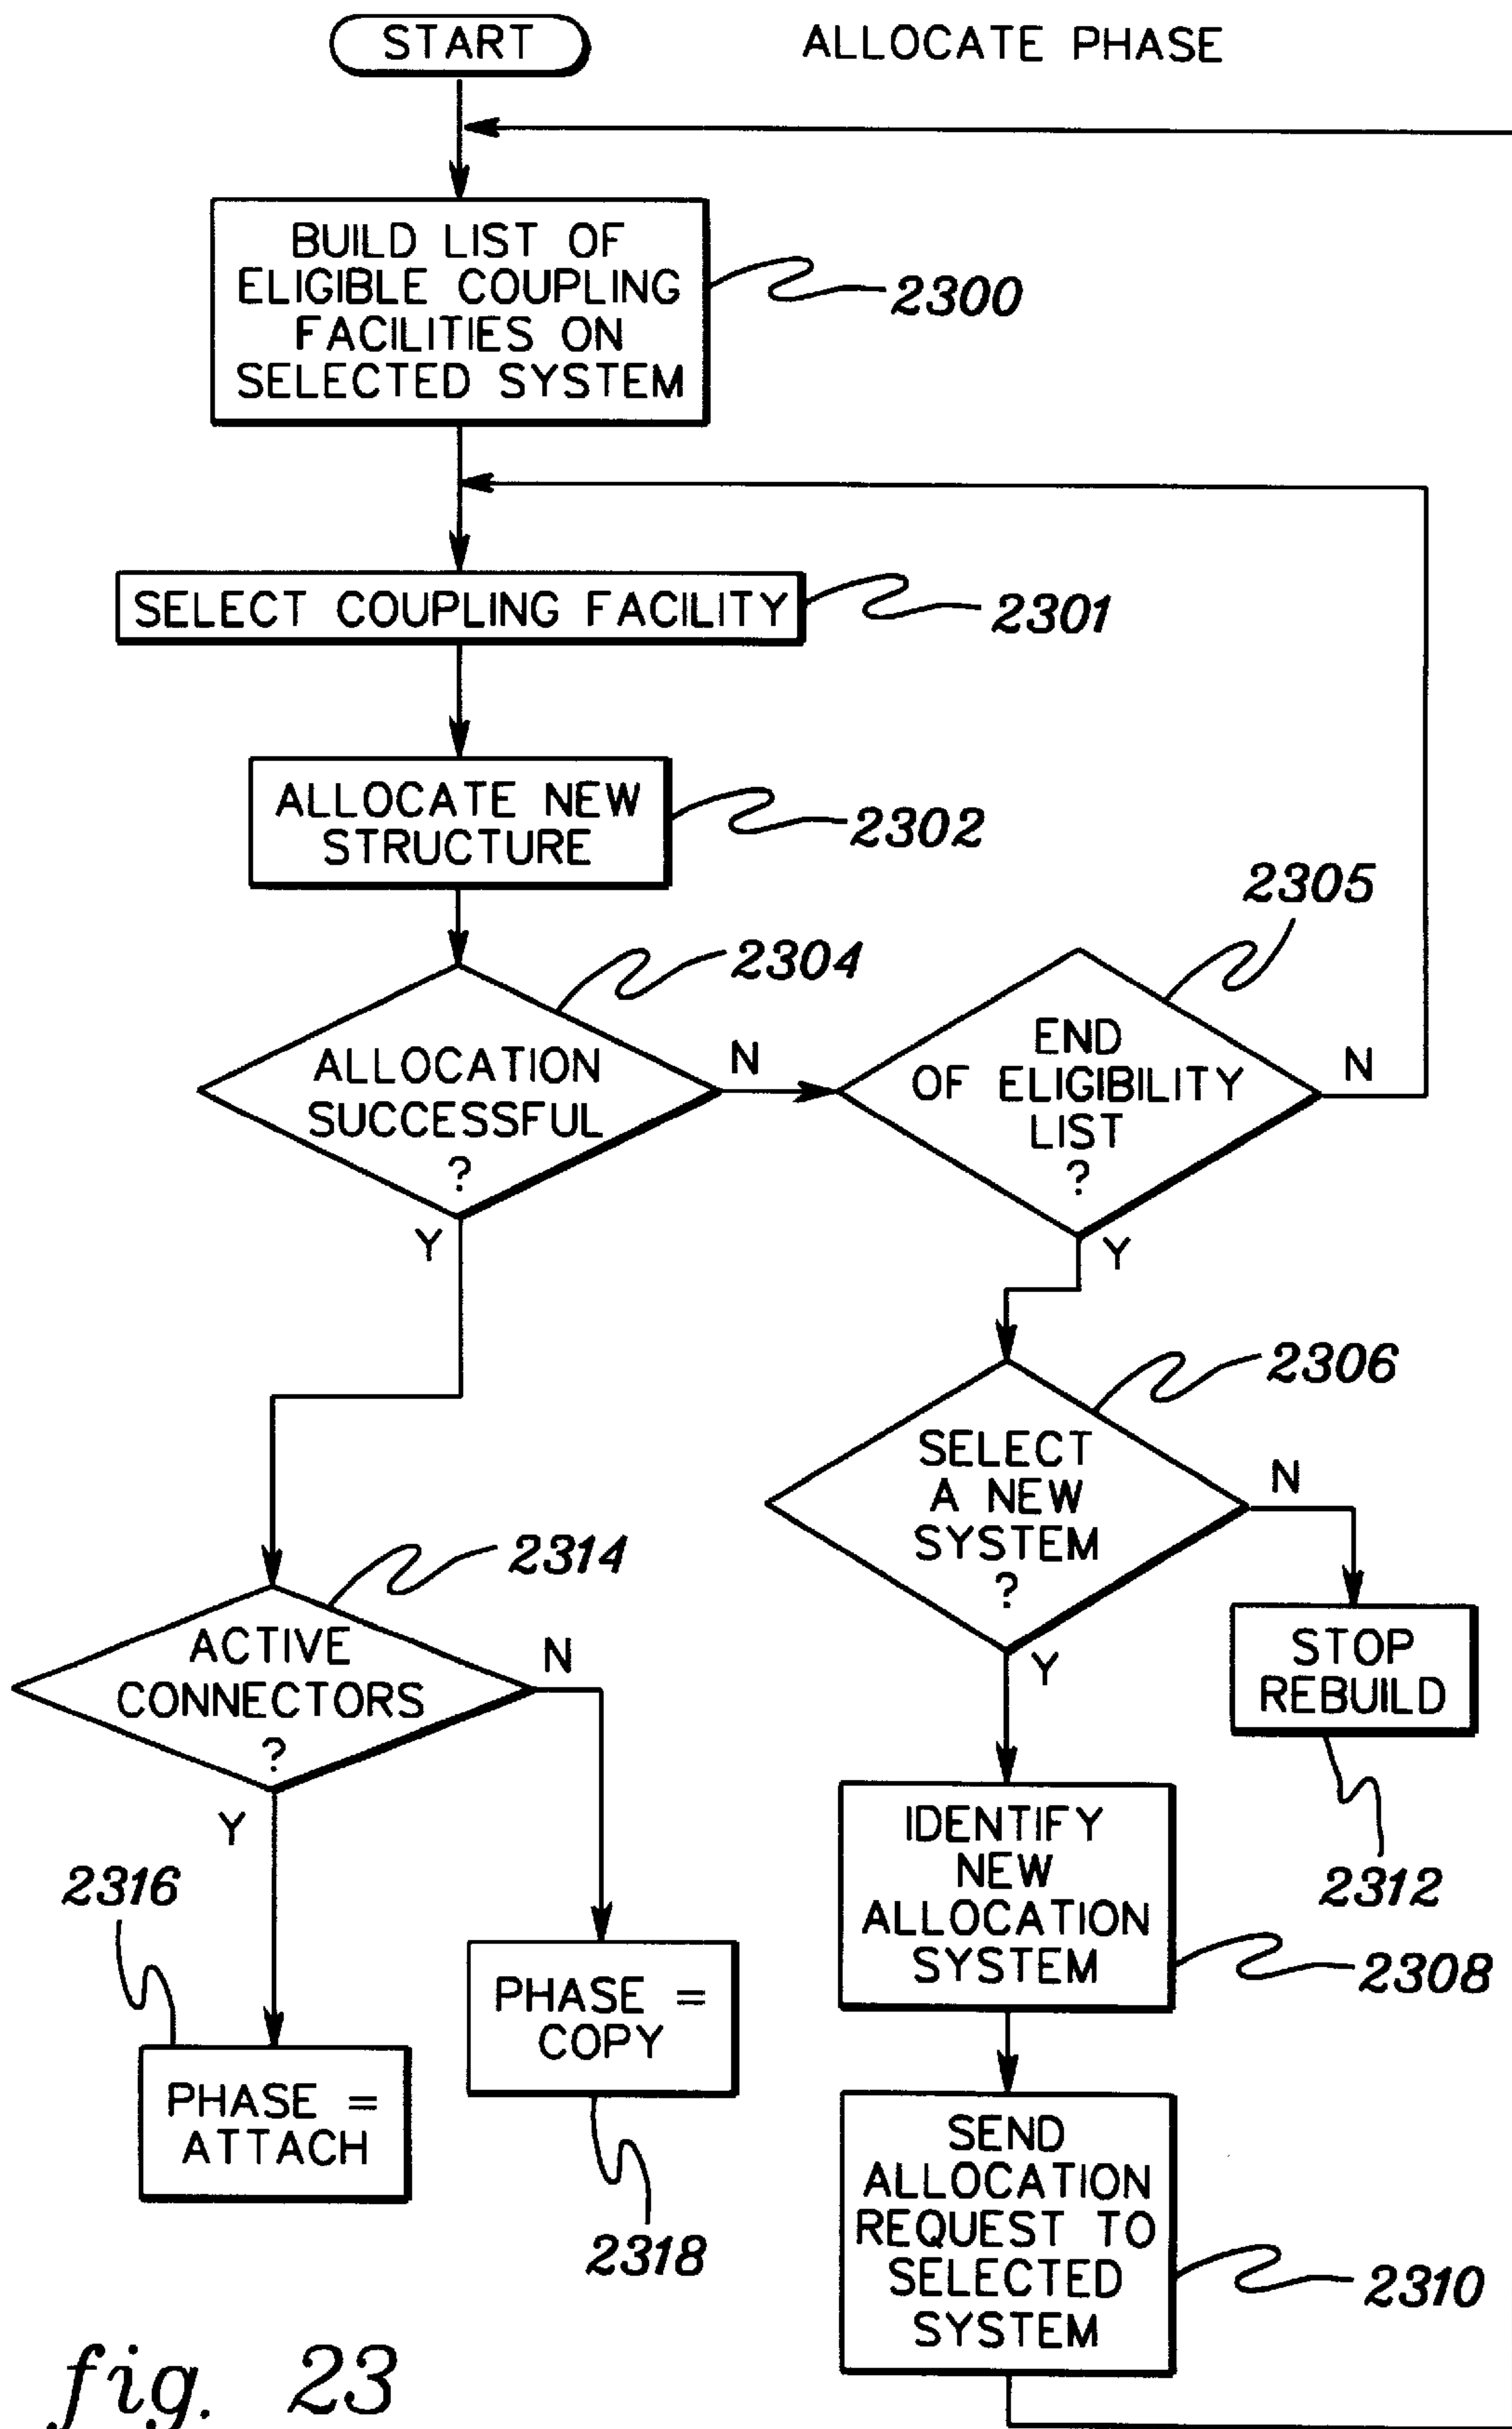 START
ALLOCATE PHASE
BUILD LIST OF
ELIGIBLE COUPLING
FACILITIES ON
SELECTED SYSTEM
2300
SELECT COUPLING FACILITY
2301
ALLOCATE NEW
STRUCTURE
2302
2304
2305
ALLOCATION
SUCCESSFUL
?
N
Y
END
OF ELIGIBILITY
LIST
?
N
Y
2306
SELECT
A NEW
SYSTEM
?
N
Y
STOP
REBUILD
2312
2314
ACTIVE
CONNECTORS
?
N
Y
2316
PHASE =
ATTACH
PHASE =
COPY
2318
IDENTIFY
NEW
ALLOCATION
SYSTEM
2308
SEND
ALLOCATION
REQUEST TO
SELECTED
SYSTEM
2310
fig. 23